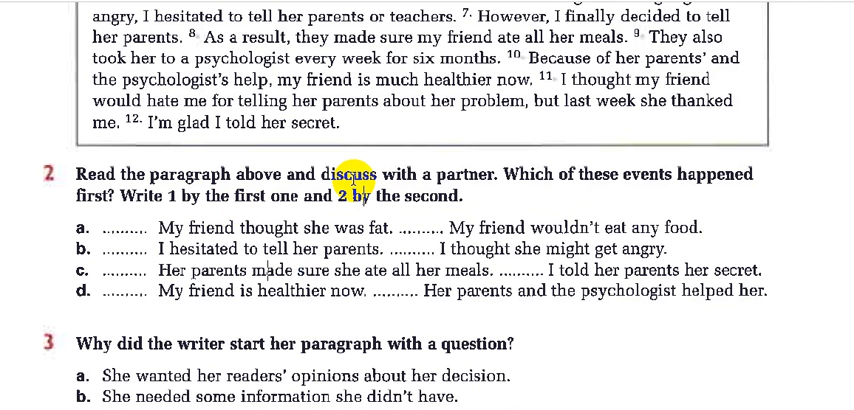 angry, I hesitated to tell her parents or teachers. 7. However, I finally decided to tell
her parents. 8. As a result, they made sure my friend ate all her meals. 9. They also
took her to a psychologist every week for six months. 10. Because of her parents' and
the psychologist's help, my friend is much healthier now. 11. I thought my friend
would hate me for telling her parents about her problem, but last week she thanked
me. 12. I'm glad I told her secret.
2 Read the paragraph above and discuss with a partner. Which of these events happened
first? Write 1 by the first one and 2 by the second.
a. .......... My friend thought she was fat. .......... My friend wouldn't eat any food.
b. .......... I hesitated to tell her parents. .......... I thought she might get angry.
c. .......... Her parents made sure she ate all her meals. .......... I told her parents her secret.
d. .......... My friend is healthier now. .......... Her parents and the psychologist helped her.
3 Why did the writer start her paragraph with a question?
a. She wanted her readers' opinions about her decision.
b. She needed some information she didn't have.